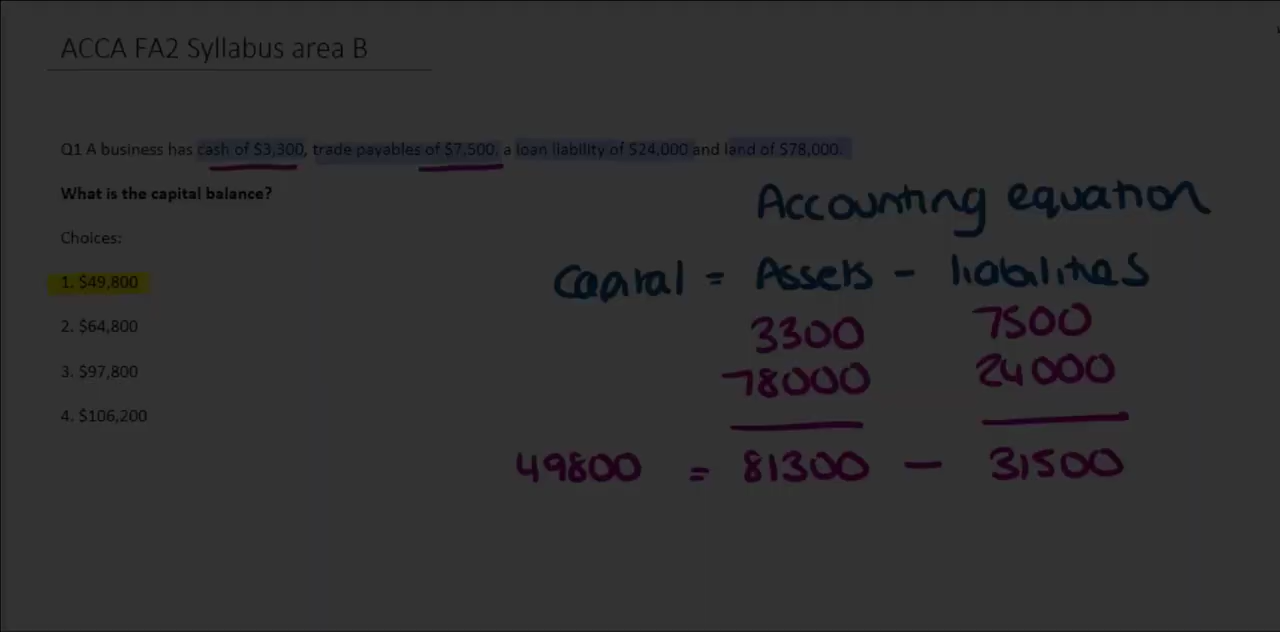 ACCA FA2 Syllabus area B
Q1 A business has cash of $3,300, trade payables of $7,500, a loan liability of $24,000 and land of $78,000.
What is the capital balance?
Accounting equation
Choices:
Capital = Assets - liabilities
1. $49,800
3300 7500
2. $64,800
78000 24000
3. $97,800
4. $106,200
49800 = 81300 - 31500